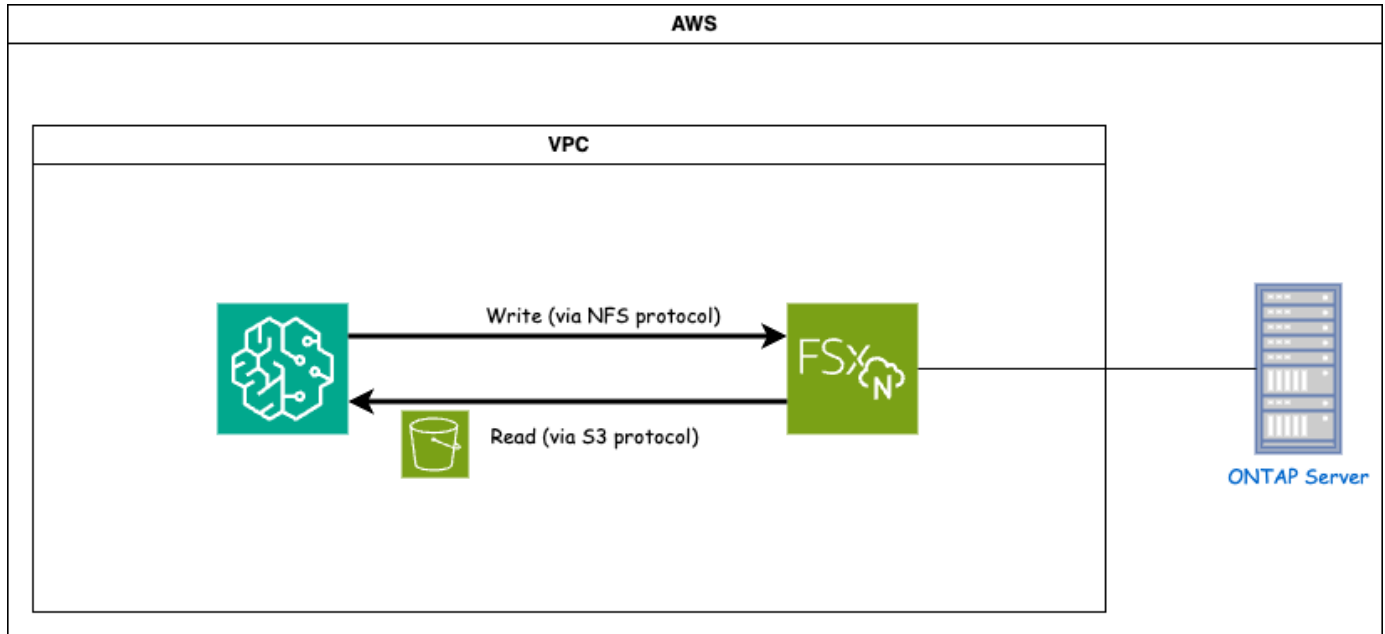 AWS
VPC
Write (via NFS protocol)
FSx
N
Read (via S3 protocol)
ONTAP Server